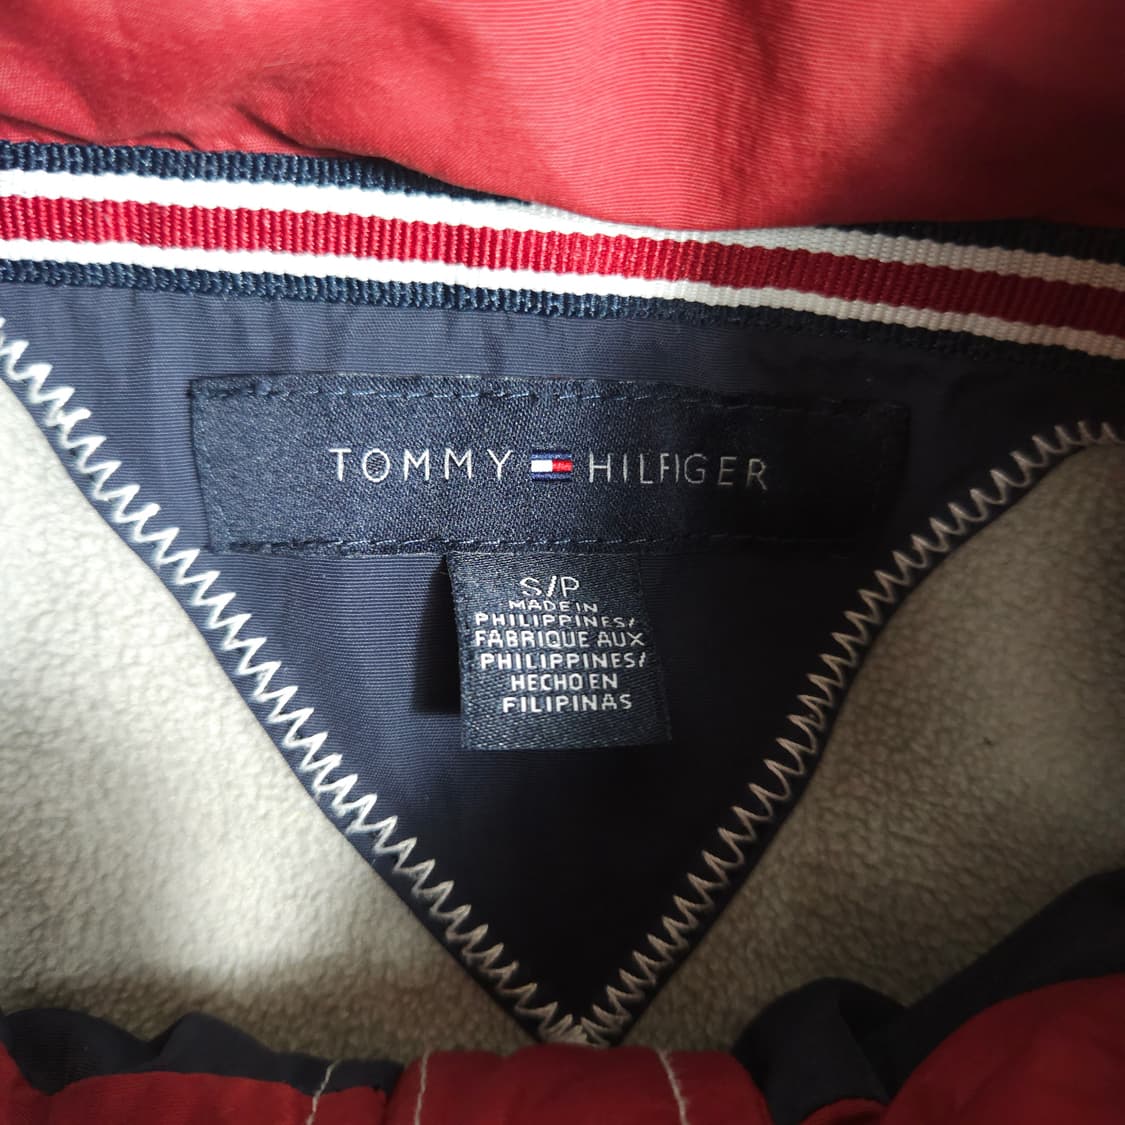 TOMMY HILFIGER
S/P
MADE IN
PHILIPPINES/
FABRIQUE AUX
PHILIPPINES/
HECHO EN
FILIPINAS